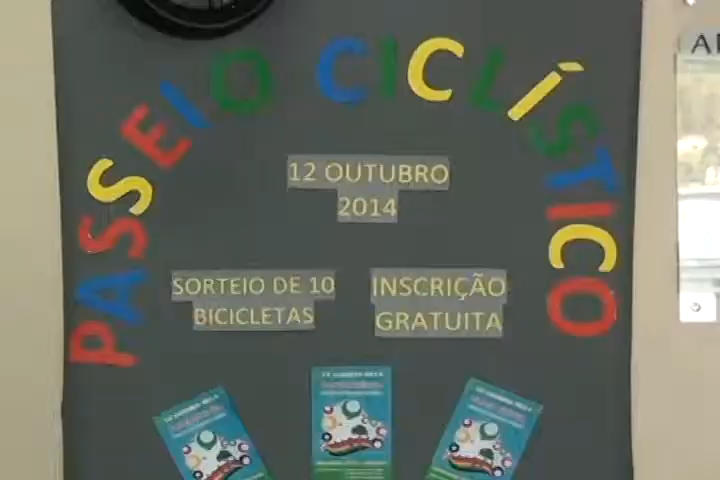 PASSEIO CICLÍSTICO
12 OUTUBRO
2014
SORTEIO DE 10
BICICLETAS
INSCRIÇÃO
GRATUITA